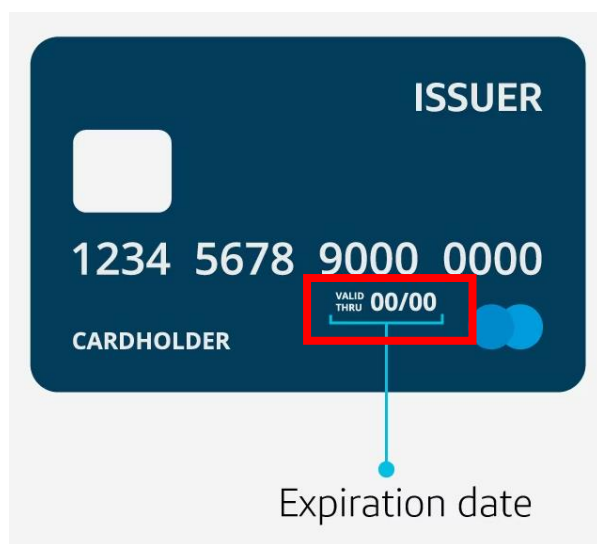 ISSUER
1234 5678 9000 0000
VALID THRU 00/00
CARDHOLDER
Expiration date